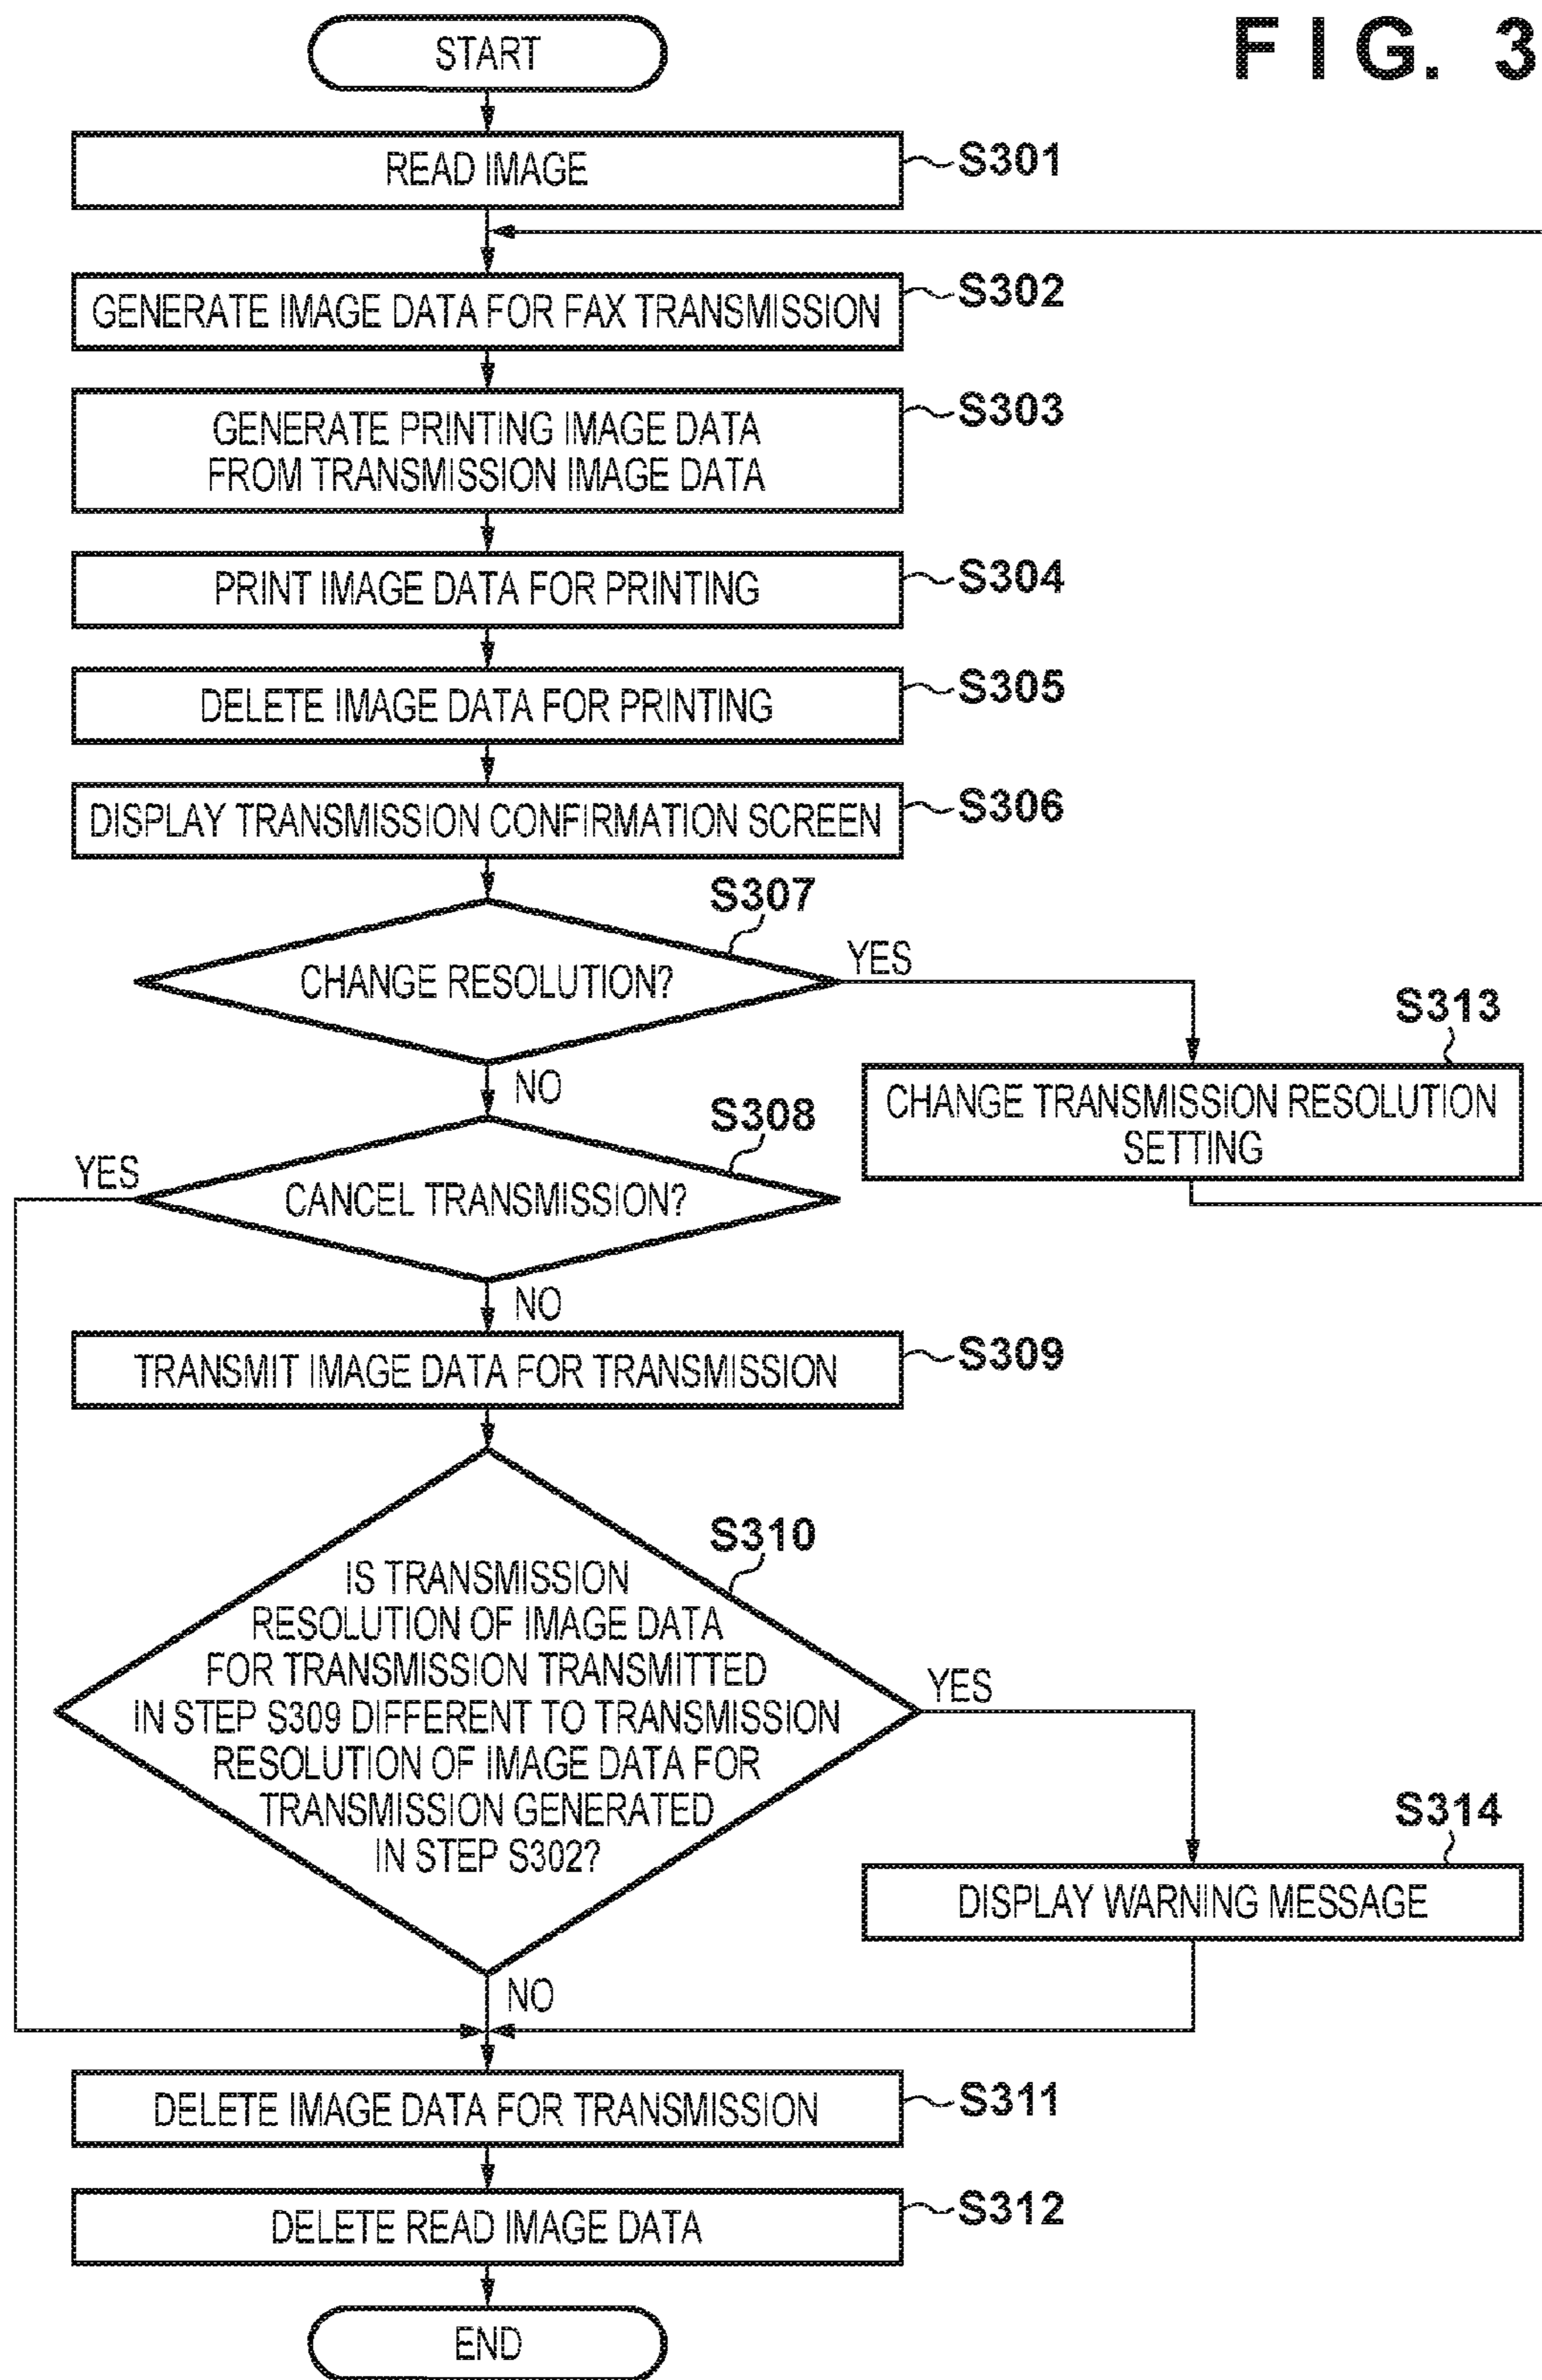 FIG. 3
START
READ IMAGE
S301
GENERATE IMAGE DATA FOR FAX TRANSMISSION
S302
GENERATE PRINTING IMAGE DATA
FROM TRANSMISSION IMAGE DATA
S303
PRINT IMAGE DATA FOR PRINTING
S304
DELETE IMAGE DATA FOR PRINTING
S305
DISPLAY TRANSMISSION CONFIRMATION SCREEN
S306
S307
CHANGE RESOLUTION?
YES
NO
S313
CHANGE TRANSMISSION RESOLUTION
SETTING
S308
YES
CANCEL TRANSMISSION?
NO
TRANSMIT IMAGE DATA FOR TRANSMISSION
S309
S310
IS TRANSMISSION
RESOLUTION OF IMAGE DATA
FOR TRANSMISSION TRANSMITTED
IN STEP S309 DIFFERENT TO TRANSMISSION
RESOLUTION OF IMAGE DATA FOR
TRANSMISSION GENERATED
IN STEP S302?
YES
S314
DISPLAY WARNING MESSAGE
NO
DELETE IMAGE DATA FOR TRANSMISSION
S311
DELETE READ IMAGE DATA
S312
END